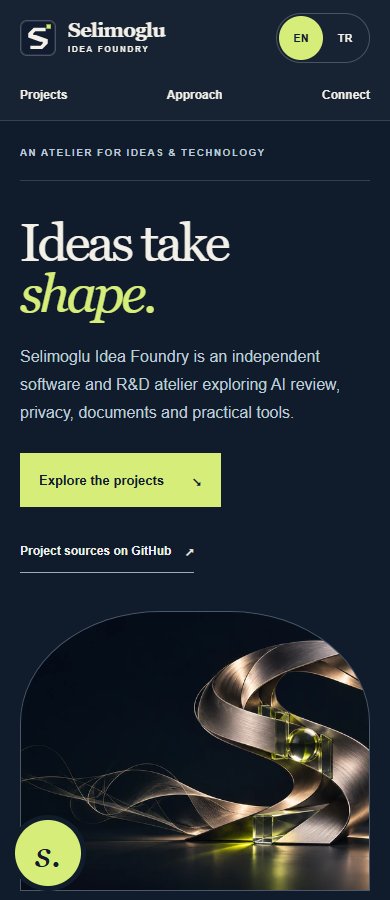 Selimoglu
IDEA FOUNDRY
EN TR
Projects Approach Connect
AN ATELIER FOR IDEAS & TECHNOLOGY
Ideas take
shape.
Selimoglu Idea Foundry is an independent
software and R&D atelier exploring AI review,
privacy, documents and practical tools.
Explore the projects ↘
Project sources on GitHub ↗
s.